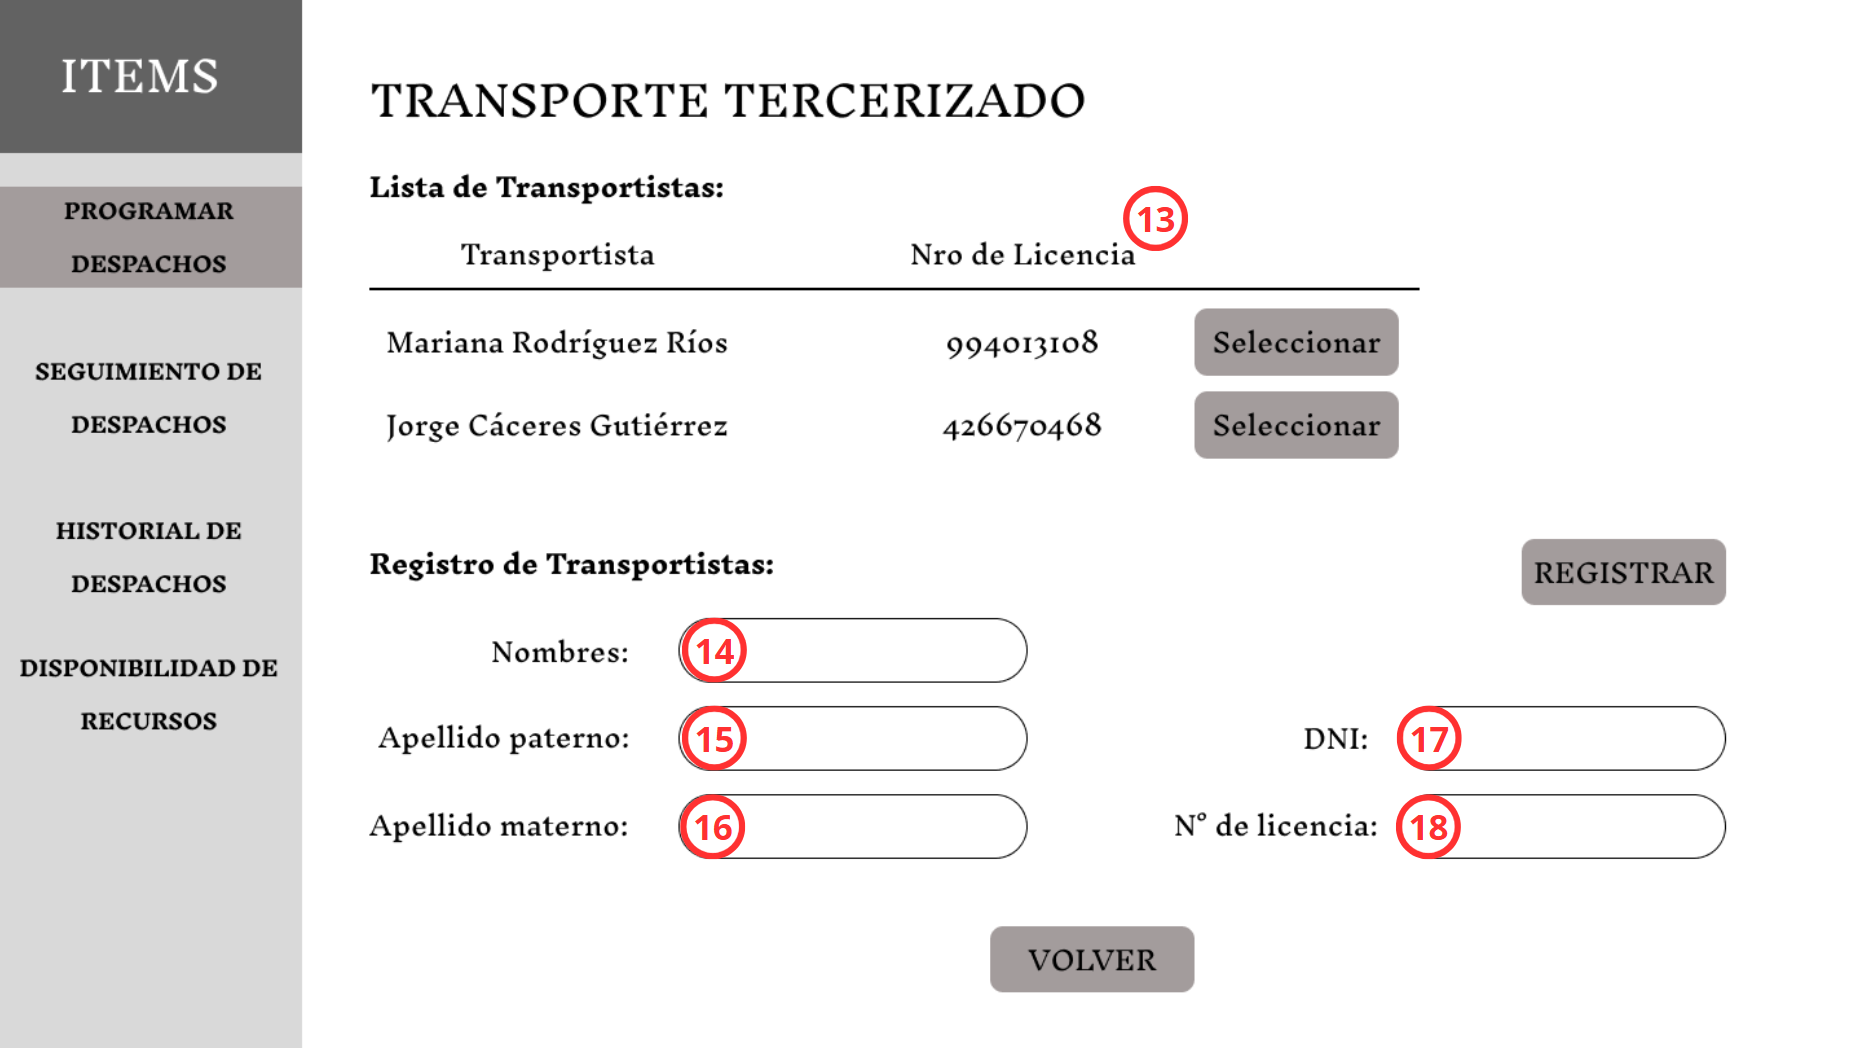 ITEMS
PROGRAMAR
DESPACHOS
SEGUIMIENTO DE
DESPACHOS
HISTORIAL DE
DESPACHOS
DISPONIBILIDAD DE
RECURSOS
TRANSPORTE TERCERIZADO
Lista de Transportistas:
13
Transportista Nro de Licencia
Mariana Rodríguez Ríos 994013108 Seleccionar
Jorge Cáceres Gutiérrez 426670468 Seleccionar
Registro de Transportistas: REGISTRAR
Nombres: 14
Apellido paterno: 15 DNI: 17
Apellido materno: 16 N° de licencia: 18
VOLVER